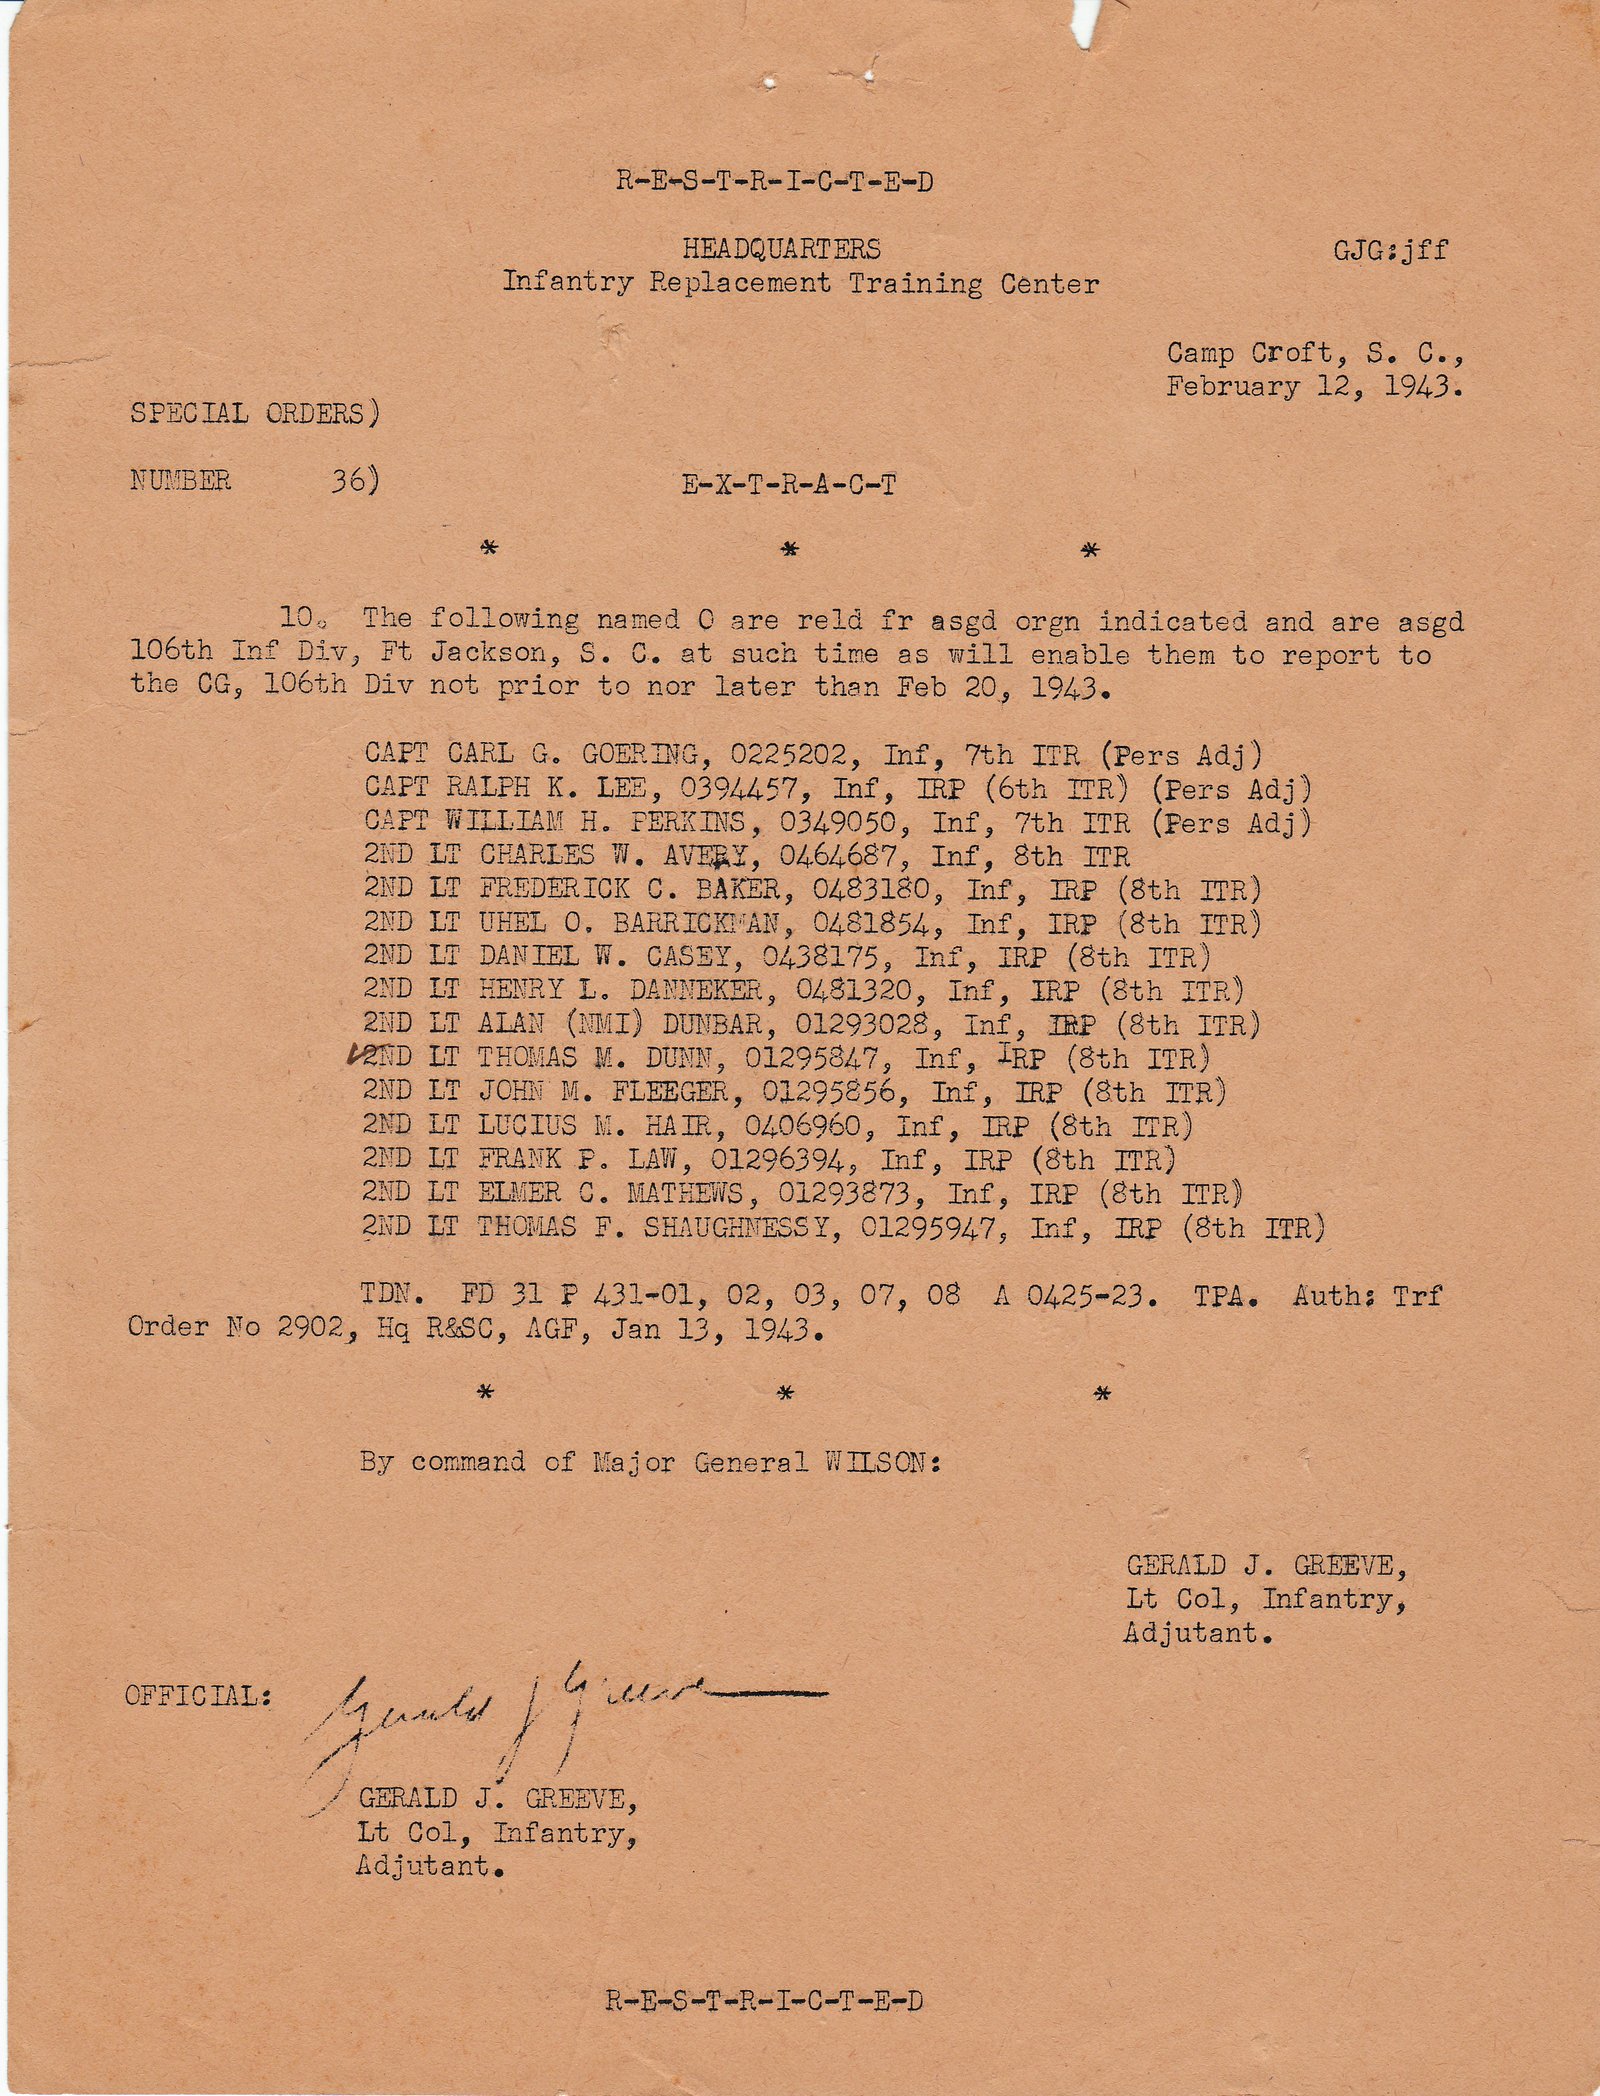 R-E-S-T-R-I-C-T-E-D
HEADQUARTERS GJG:jff
Infantry Replacement Training Center
Camp Croft, S. C.,
February 12, 1943.
SPECIAL ORDERS)
NUMBER 36) E-X-T-R-A-C-T
* * *
10. The following named O are reld fr asgd orgn indicated and are asgd
106th Inf Div, Ft Jackson, S. C. at such time as will enable them to report to
the CG, 106th Div not prior to nor later than Feb 20, 1943.
CAPT CARL G. GOERING, 0225202, Inf, 7th ITR (Pers Adj)
CAPT RALPH K. LEE, 0394457, Inf, IRP (6th ITR) (Pers Adj)
CAPT WILLIAM H. PERKINS, 0349050, Inf, 7th ITR (Pers Adj)
2ND LT CHARLES W. AVERY, 0464687, Inf, 8th ITR
2ND LT FREDERICK C. BAKER, 0483180, Inf, IRP (8th ITR)
2ND LT UHEL O. BARRICKMAN, 0481854, Inf, IRP (8th ITR)
2ND LT DANIEL W. CASEY, 0438175, Inf, IRP (8th ITR)
2ND LT HENRY L. DANNEKER, 0481320, Inf, IRP (8th ITR)
2ND LT ALAN (NMI) DUNBAR, 01293028, Inf, IRP (8th ITR)
2ND LT THOMAS M. DUNN, 01295847, Inf, IRP (8th ITR)
2ND LT JOHN M. FLEEGER, 01295856, Inf, IRP (8th ITR)
2ND LT LUCIUS M. HAIR, 0406960, Inf, IRP (8th ITR)
2ND LT FRANK P. LAW, 01296394, Inf, IRP (8th ITR)
2ND LT ELMER C. MATHEWS, 01293873, Inf, IRP (8th ITR)
2ND LT THOMAS F. SHAUGHNESSY, 01295947, Inf, IRP (8th ITR)
TDN. FD 31 P 431-01, 02, 03, 07, 08 A 0425-23. TPA. Auth: Trf
Order No 2902, Hq R&SC, AGF, Jan 13, 1943.
* * *
By command of Major General WILSON:
GERALD J. GREEVE,
Lt Col, Infantry,
Adjutant.
OFFICIAL: Gerald J Greeve
GERALD J. GREEVE,
Lt Col, Infantry,
Adjutant.
R-E-S-T-R-I-C-T-E-D